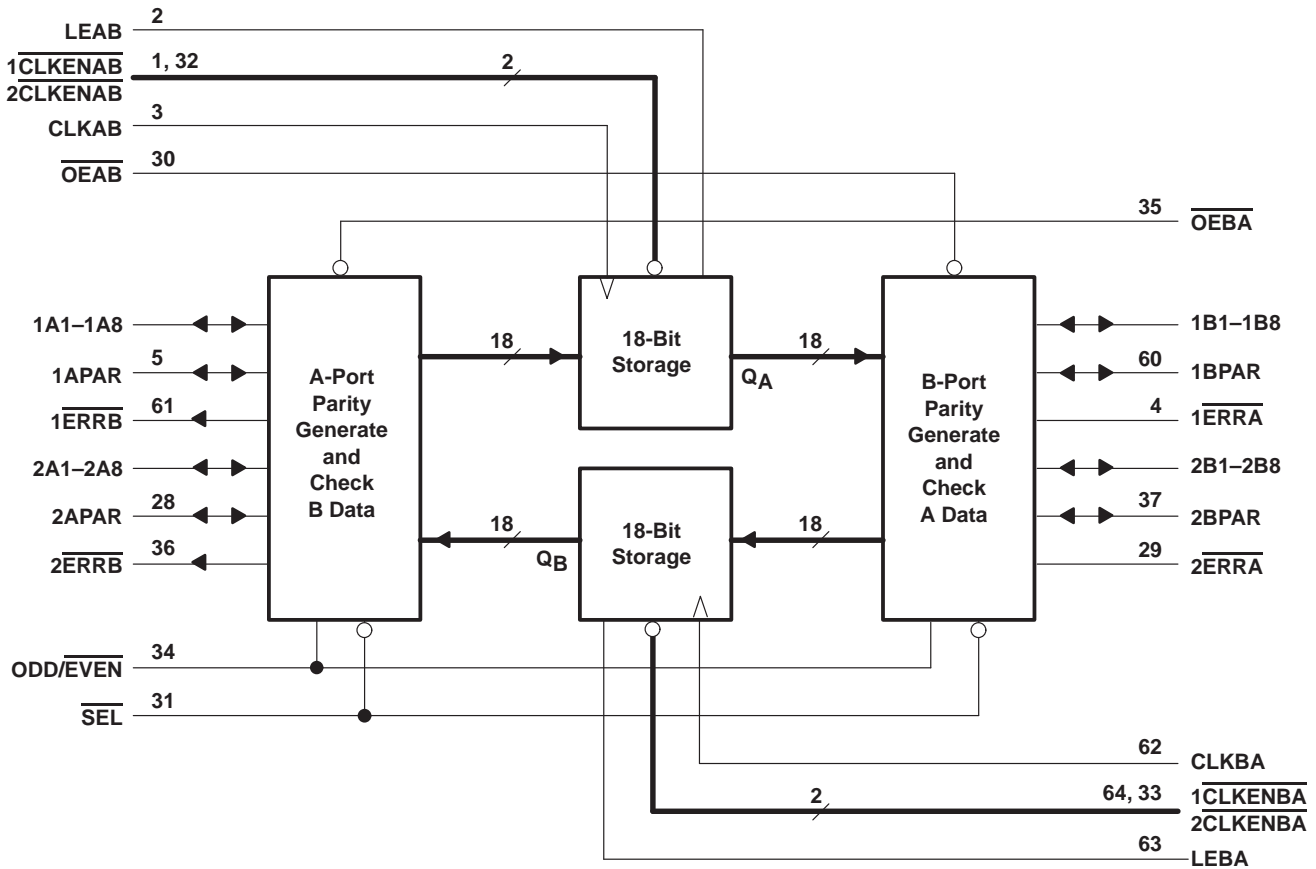 LEAB
2
1CLKENAB
2CLKENAB
1, 32
2
CLKAB
3
OEAB
30
35
OEBA
1A1–1A8
1APAR
5
1ERRB
61
2A1–2A8
2APAR
28
2ERRB
36
A-Port
Parity
Generate
and
Check
B Data
18
18-Bit
Storage
QA
18
18
QB
18-Bit
Storage
18
B-Port
Parity
Generate
and
Check
A Data
1B1–1B8
60
1BPAR
4
1ERRA
2B1–2B8
37
2BPAR
29
2ERRA
ODD/EVEN
34
SEL
31
62
CLKBA
2
64, 33
1CLKENBA
2CLKENBA
63
LEBA